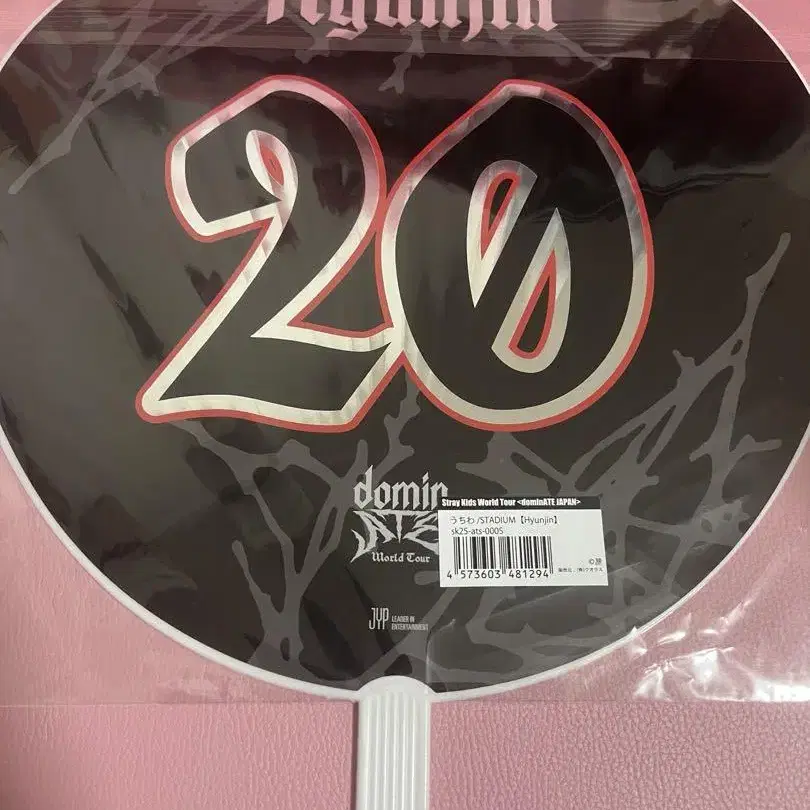 Hyunjin
20
domin
ATE
World Tour
Stray Kids World Tour <dominATE JAPAN>
うちわ/STADIUM【Hyunjin】
sk25-ats-0005
4 573603 481294
JYP LEADER IN
ENTERTAINMENT